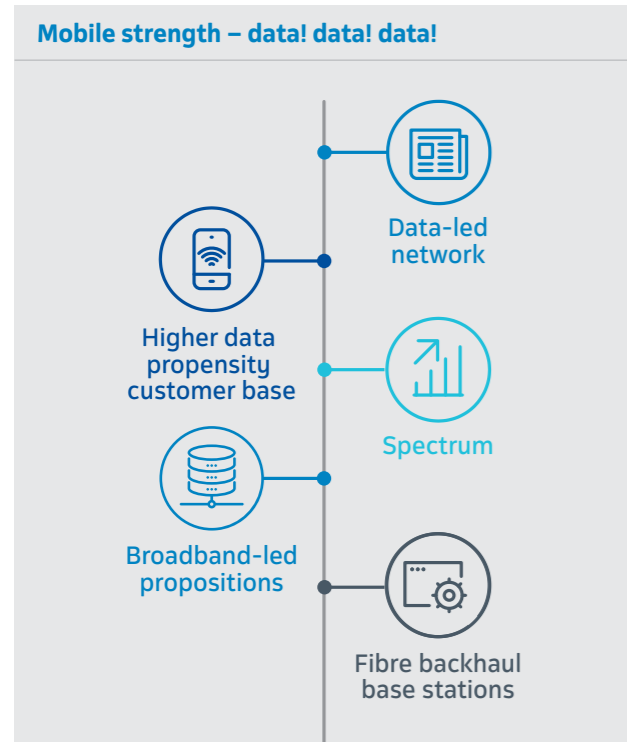 Mobile strength – data! data! data!
Data-led
network
Higher data
propensity
customer base
Spectrum
Broadband-led
propositions
Fibre backhaul
base stations